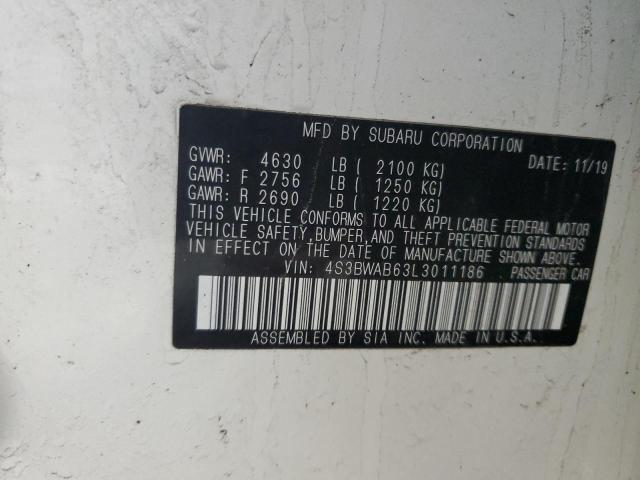 MFD BY SUBARU CORPORATION
GVWR: 4630 LB ( 2100 KG) DATE: 11/19
GAWR: F 2756 LB ( 1250 KG)
GAWR: R 2690 LB ( 1220 KG)
THIS VEHICLE CONFORMS TO ALL APPLICABLE FEDERAL MOTOR
VEHICLE SAFETY, BUMPER, AND THEFT PREVENTION STANDARDS
IN EFFECT ON THE DATE OF MANUFACTURE SHOWN ABOVE.
VIN: 4S3BWAB63L3011186 PASSENGER CAR
ASSEMBLED BY SIA INC. MADE IN U.S.A.